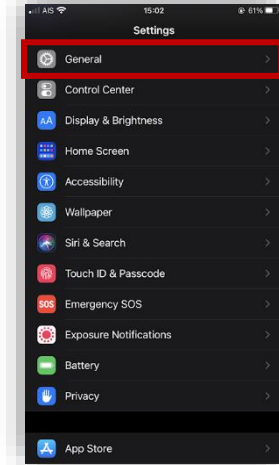 AIS 15:02 61%
Settings
General
Control Center
AA Display & Brightness
Home Screen
Accessibility
Wallpaper
Siri & Search
Touch ID & Passcode
SOS Emergency SOS
Exposure Notifications
Battery
Privacy
App Store